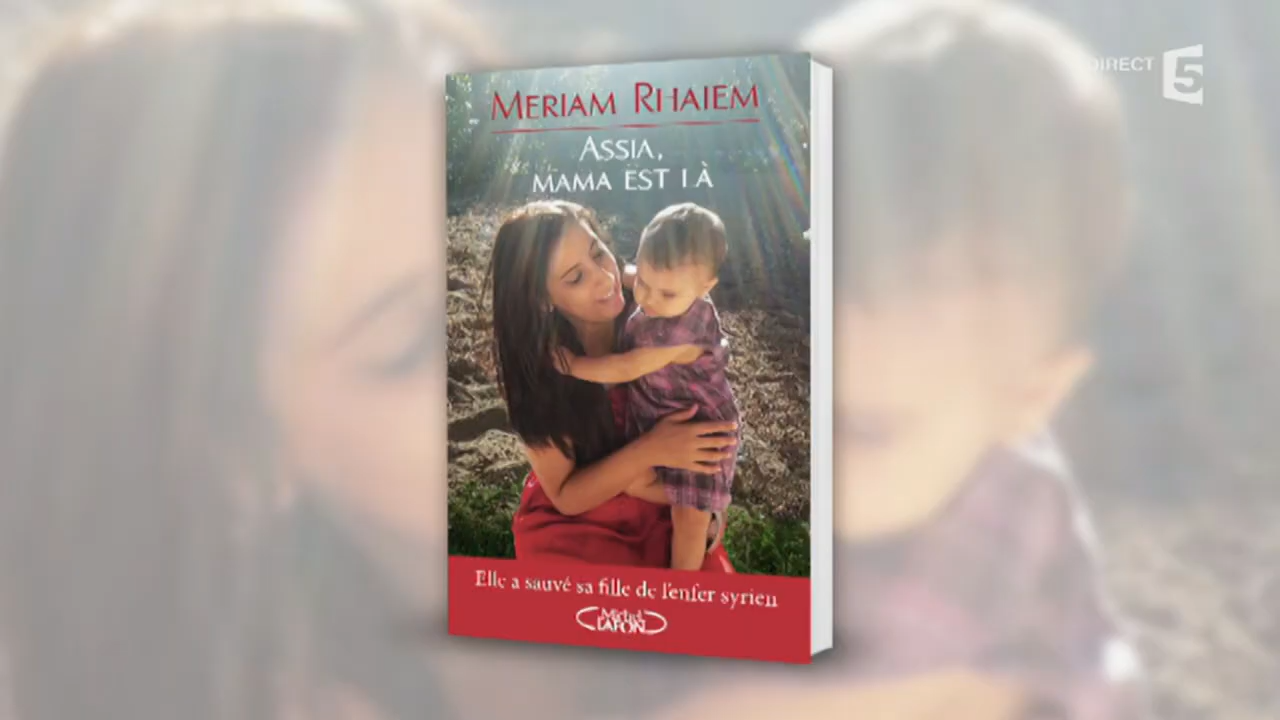 DIRECT 5
MERIAM RHAIEM
ASSIA,
MAMA EST LÀ
Elle a sauvé sa fille de l'enfer syrien
Michel
LAFON